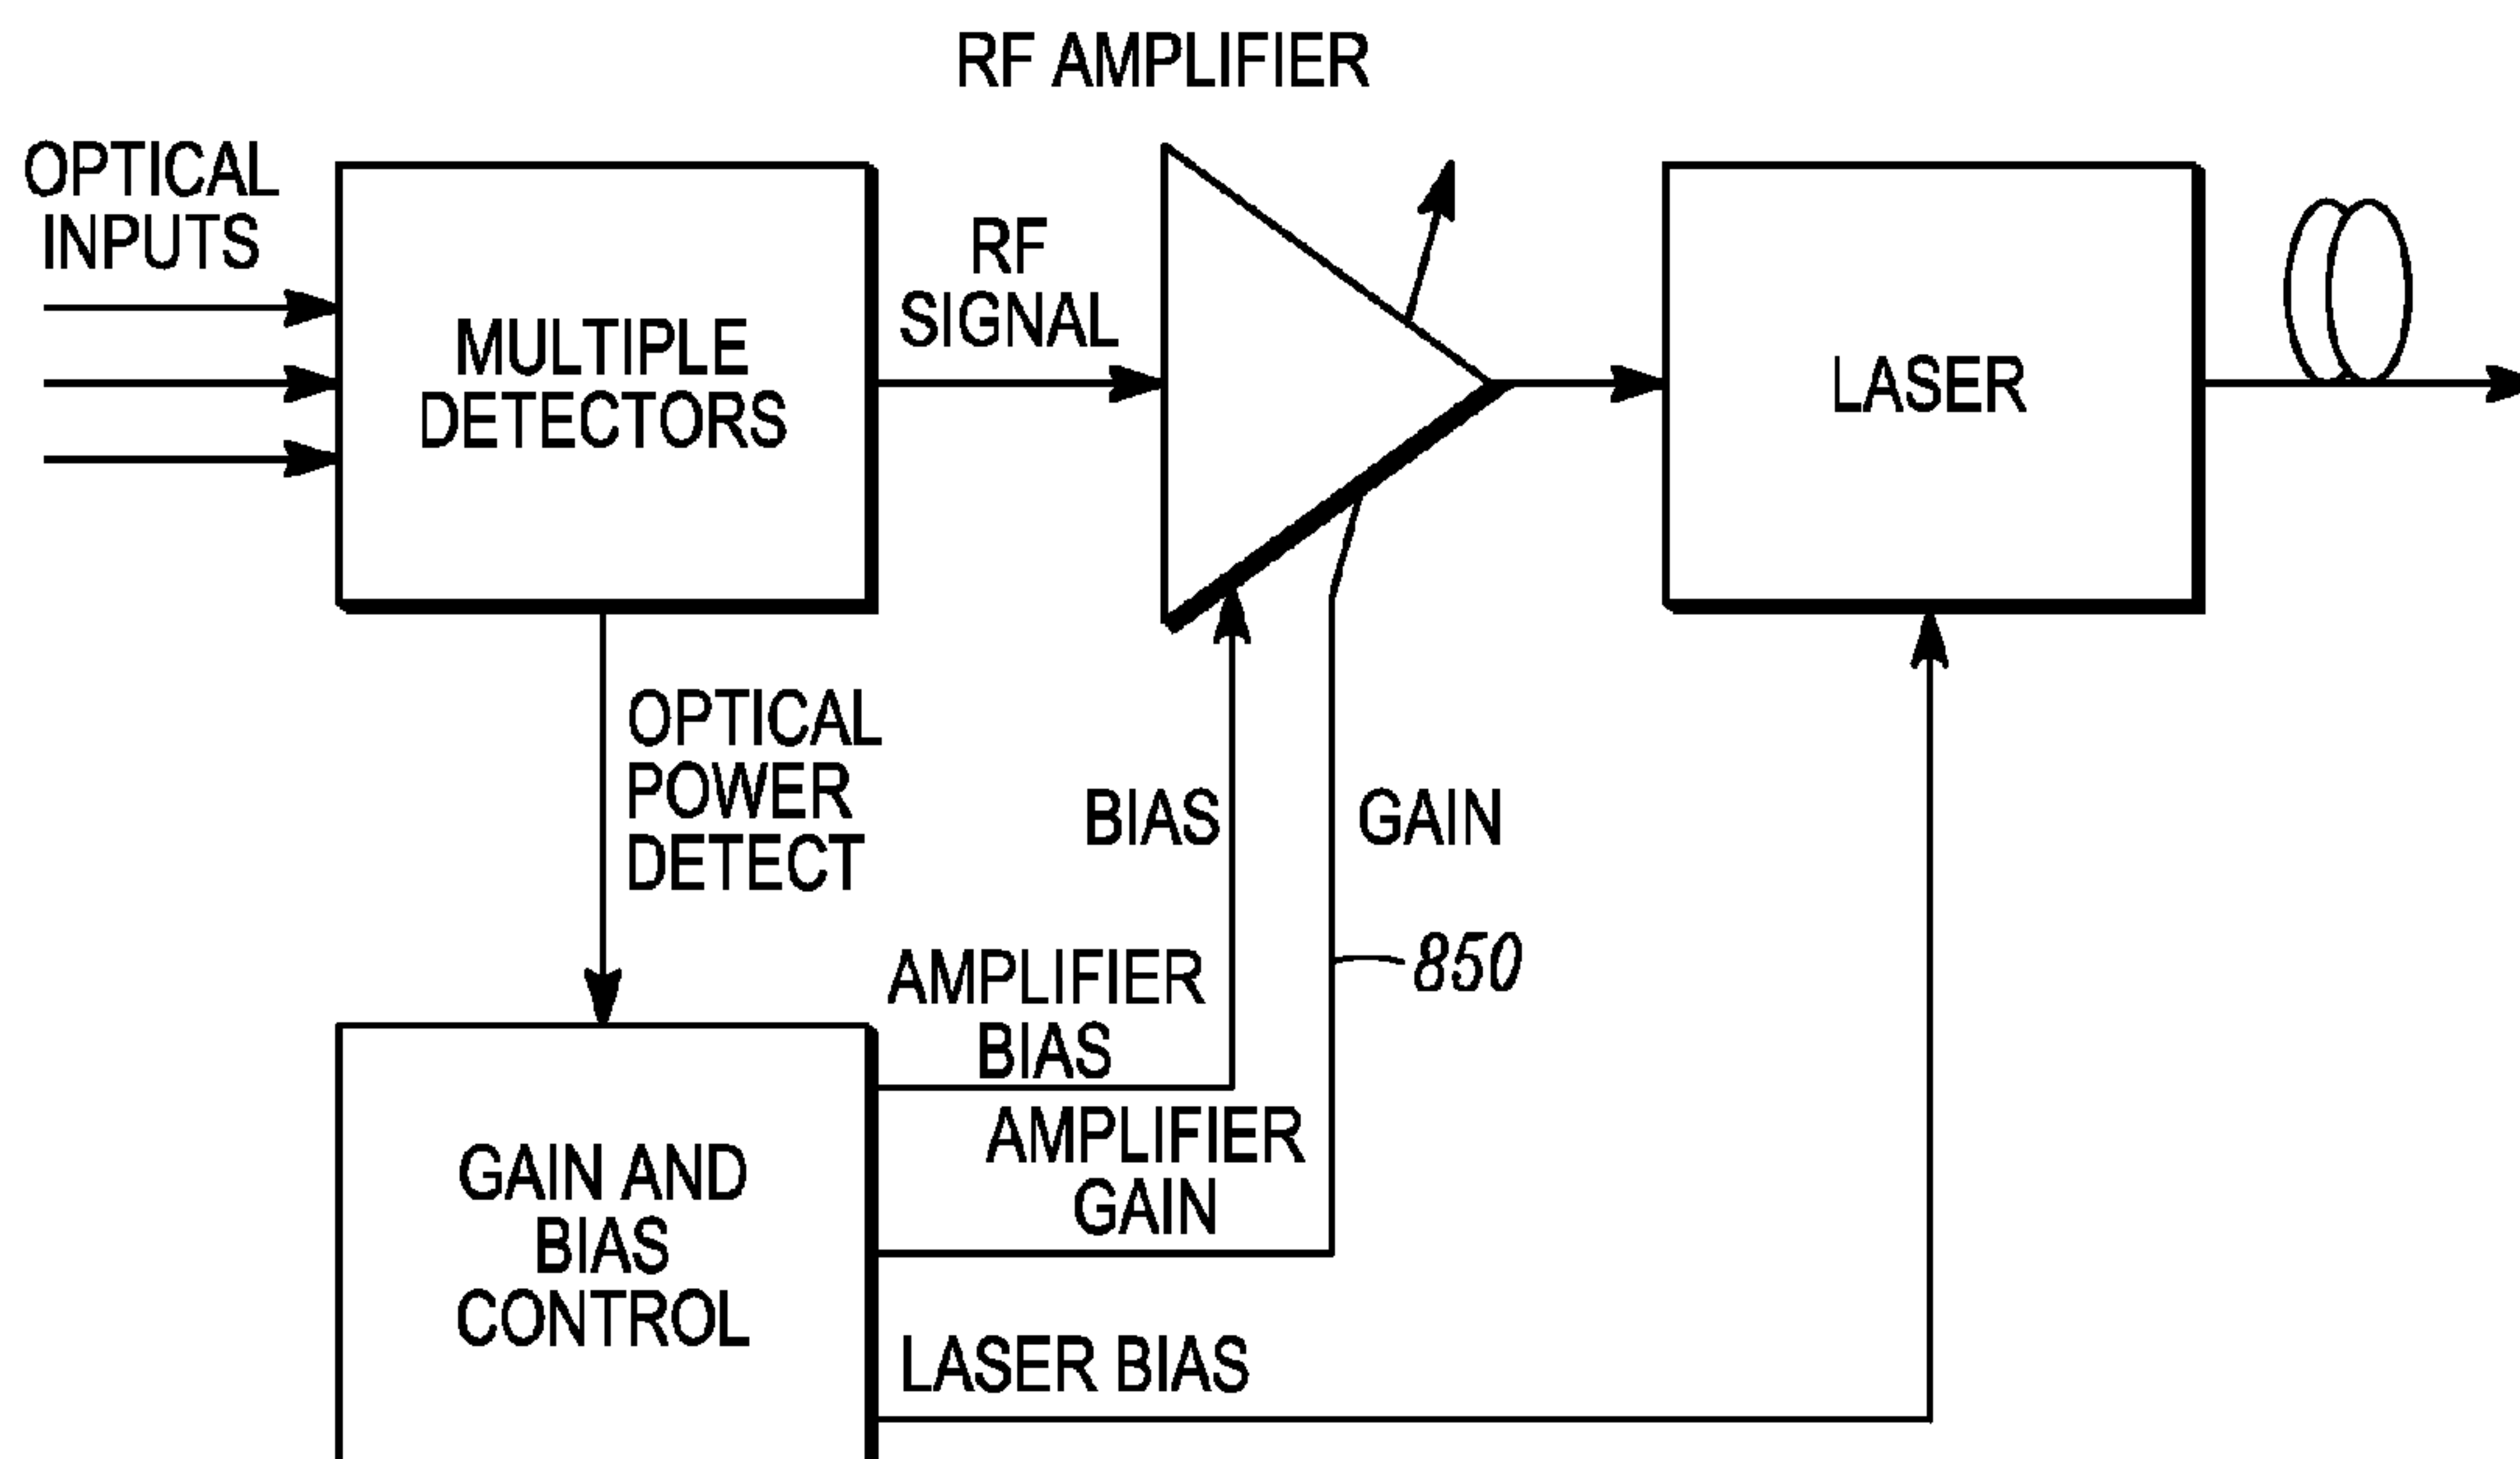 RF AMPLIFIER
OPTICAL
INPUTS
MULTIPLE
DETECTORS
RF
SIGNAL
LASER
OPTICAL
POWER
DETECT
BIAS
GAIN
850
AMPLIFIER
BIAS
AMPLIFIER
GAIN
GAIN AND
BIAS
CONTROL
LASER BIAS